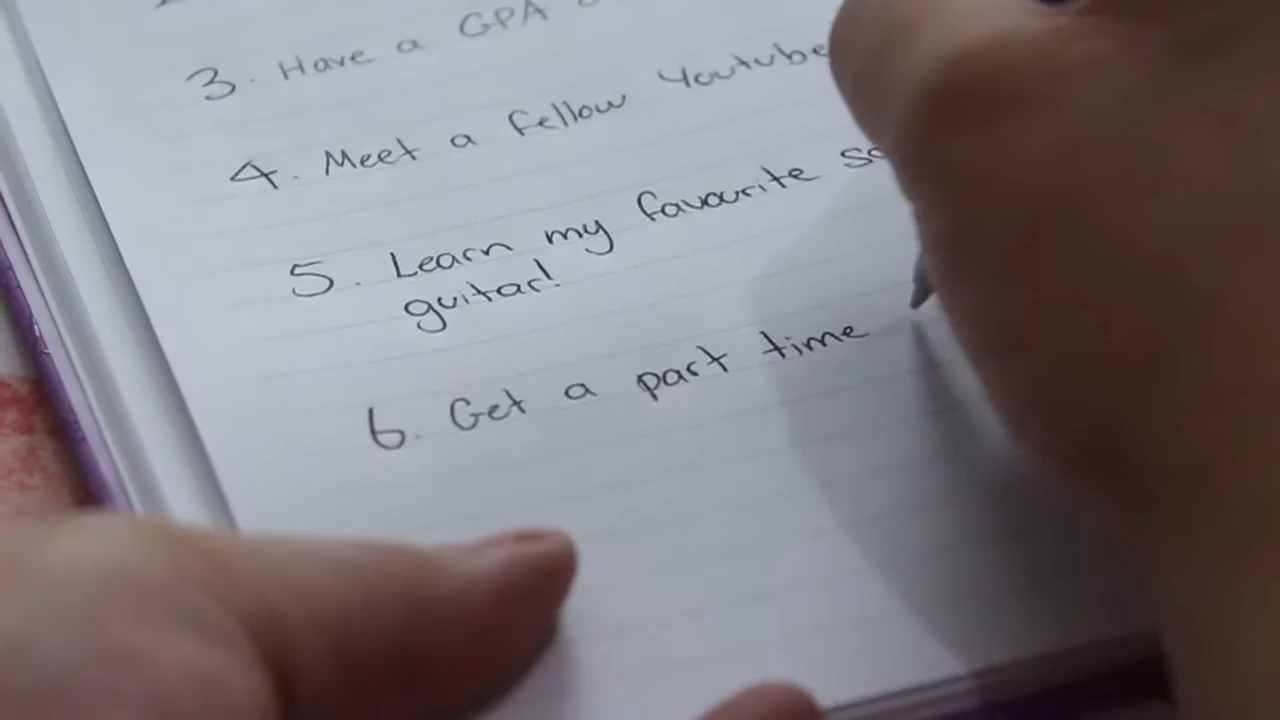 3. Have a GPA
4. Meet a fellow Youtube
5. Learn my favourite
guitar!
6. Get a part time